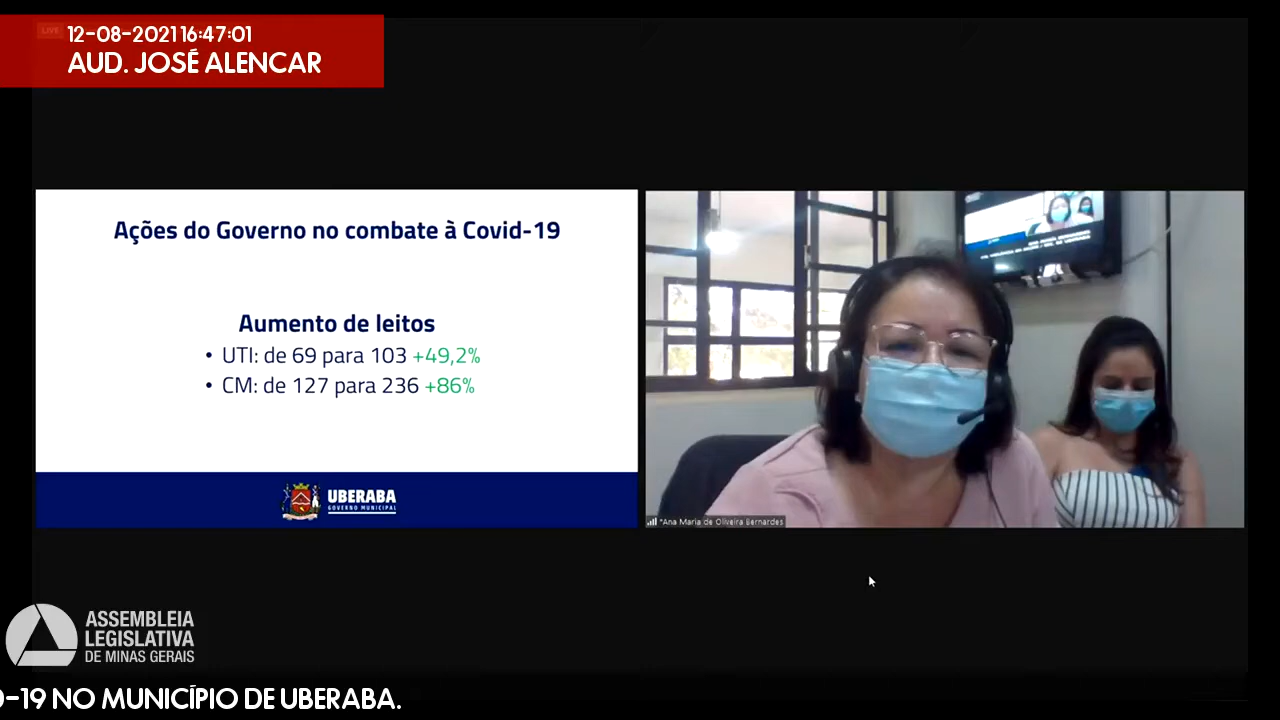 LIVE
12-08-2021 16:47:01
AUD. JOSÉ ALENCAR
Ações do Governo no combate à Covid-19
Aumento de leitos
• UTI: de 69 para 103 +49,2%
• CM: de 127 para 236 +86%
UBERABA
GOVERNO MUNICIPAL
*Ana Maria de Oliveira Bernardes
ASSEMBLEIA
LEGISLATIVA
DE MINAS GERAIS
-19 NO MUNICÍPIO DE UBERABA.